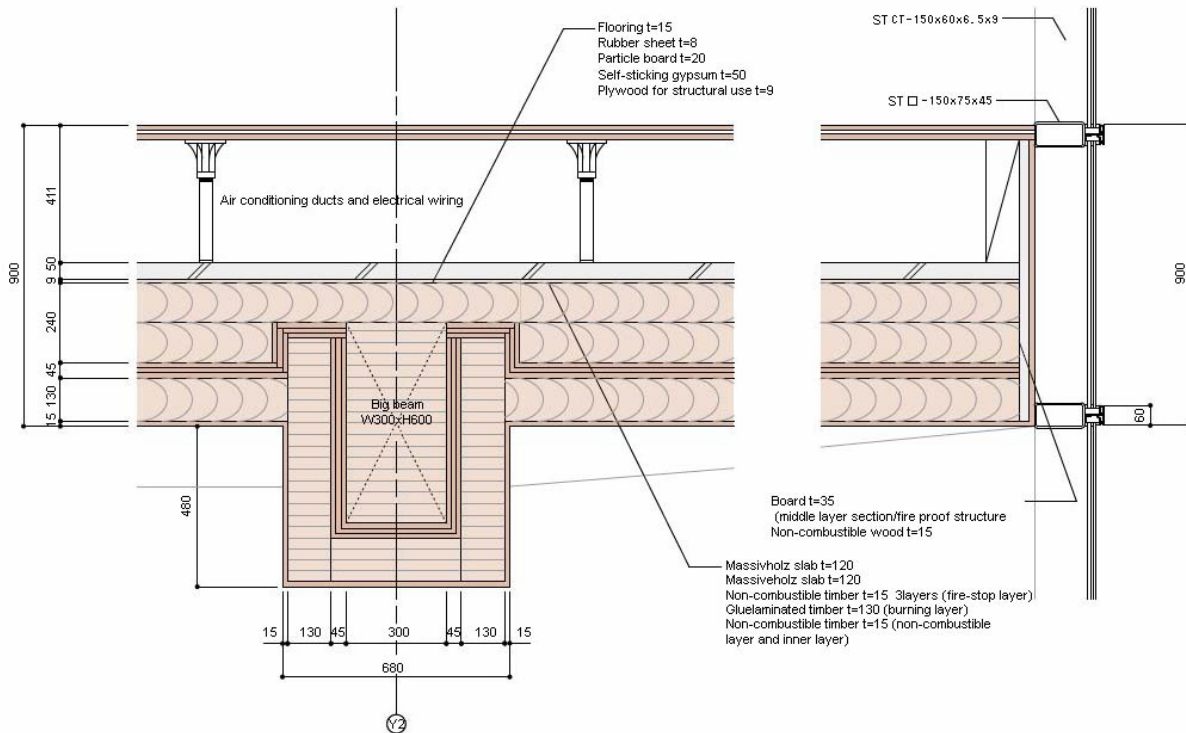 Flooring t=15
Rubber sheet t=8
Particle board t=20
Self-sticking gypsum t=50
Plywood for structural use t=9
ST CT-150x60x6.5x9
ST □ -150x75x45
900
411
50
9
240
45
130
15
Air conditioning ducts and electrical wiring
Big beam
W300xH600
900
60
480
Board t=35
(middle layer section/fire proof structure
Non-combustible wood t=15
Massivholz slab t=120
Massiveholz slab t=120
Non-combustible timber t=15 3layers (fire-stop layer)
Gluelaminated timber t=130 (burning layer)
Non-combustible timber t=15 (non-combustible
layer and inner layer)
15 130 45 300 45 130 15
680
Y2